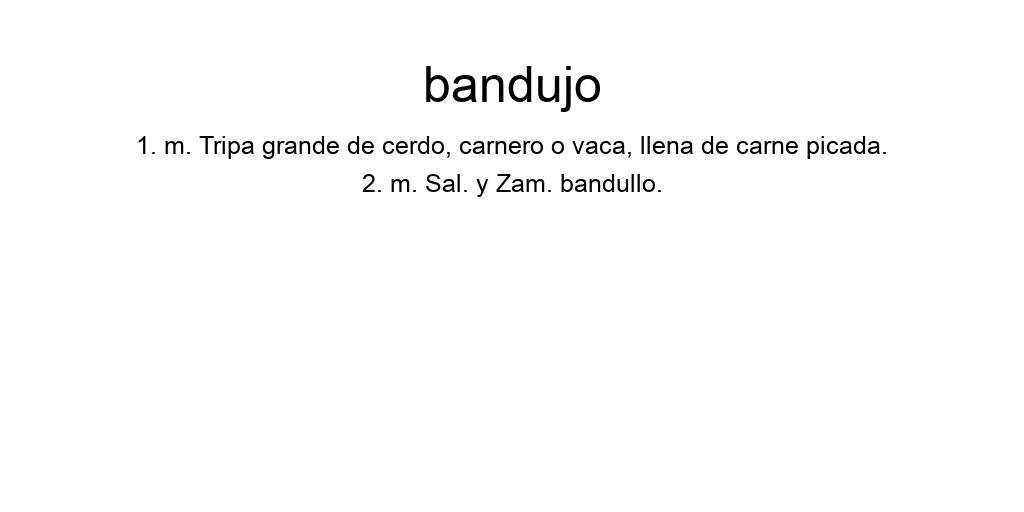 bandujo
1. m. Tripa grande de cerdo, carnero o vaca, llena de carne picada.
2. m. Sal. y Zam. bandullo.